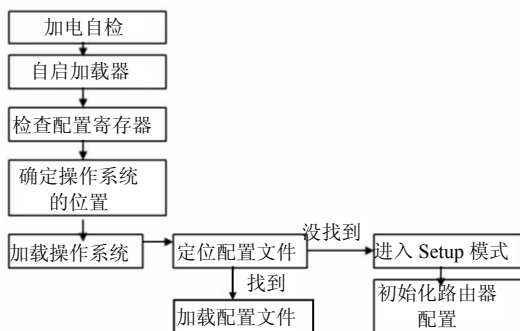 加电自检
自启加载器
检查配置寄存器
确定操作系统
的位置
加载操作系统
定位配置文件
没找到
进入 Setup 模式
找到
加载配置文件
初始化路由器
配置